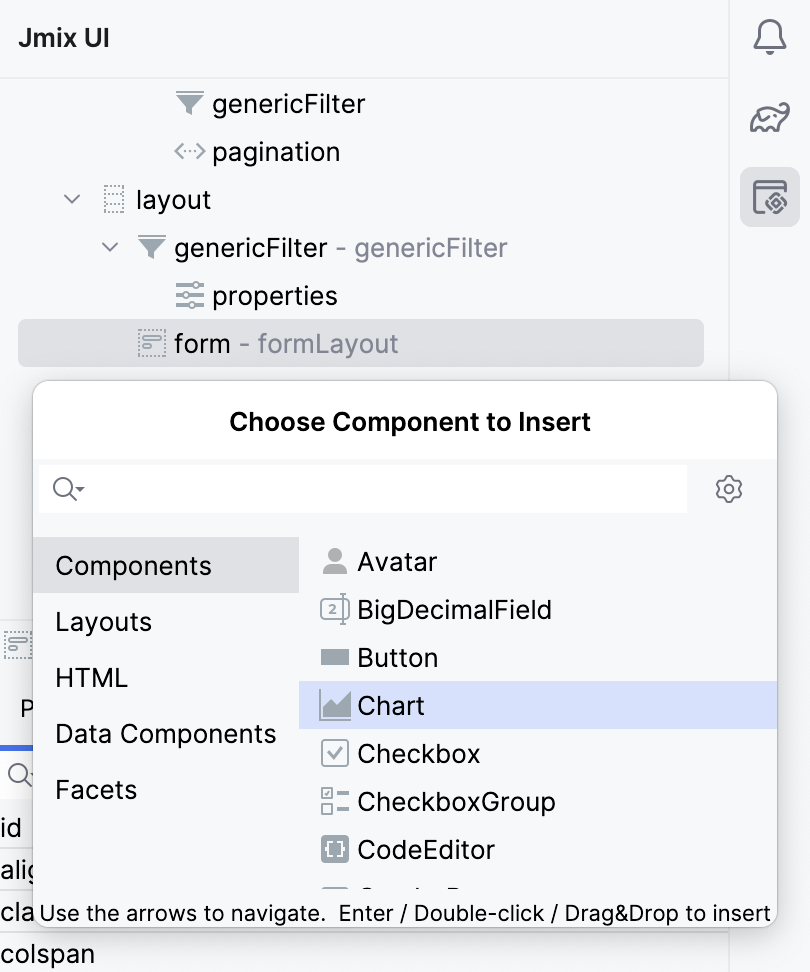 Jmix UI
genericFilter
pagination
layout
genericFilter - genericFilter
properties
form - formLayout
Choose Component to Insert
Components
Layouts
HTML
Data Components
Facets
Avatar
2 BigDecimalField
Button
Chart
Checkbox
CheckboxGroup
CodeEditor
Use the arrows to navigate. Enter / Double-click / Drag&Drop to insert
P
id
alig
cla
colspan